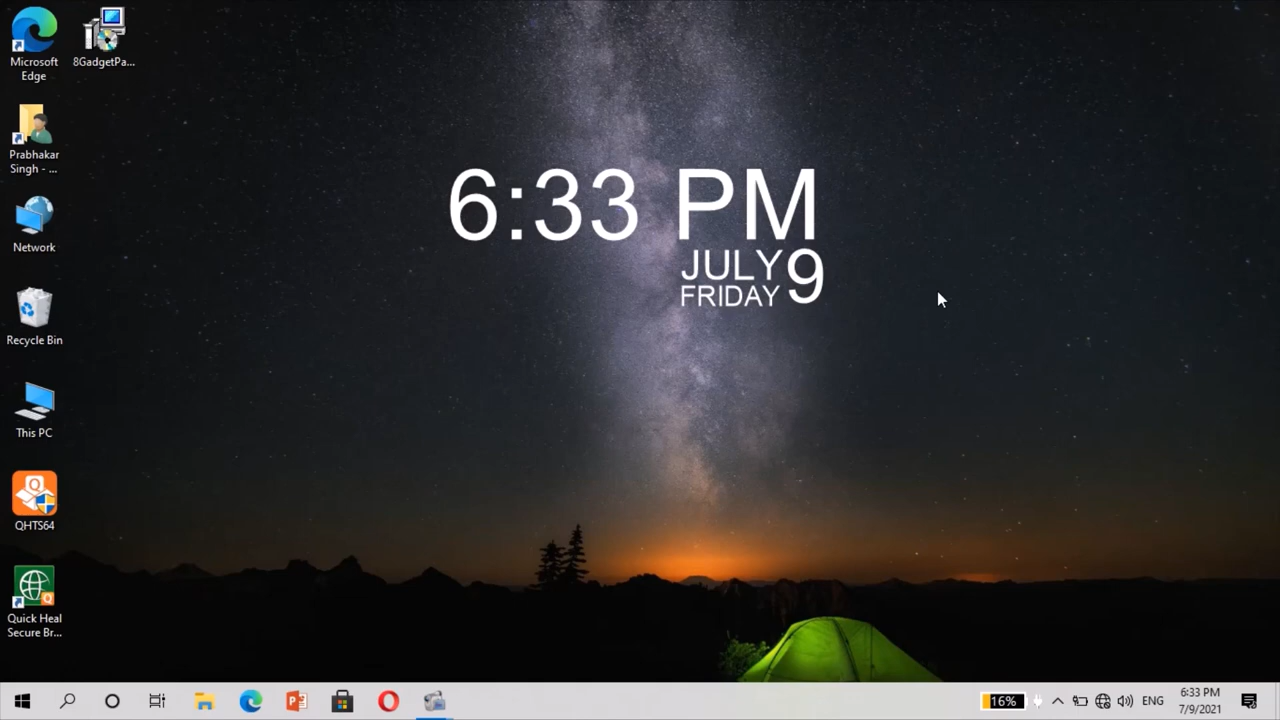 Microsoft
Edge
8GadgetPa...
Prabhakar
Singh - ...
Network
Recycle Bin
This PC
QHTS64
Quick Heal
Secure Br...
6:33 PM
JULY 9
FRIDAY
16%
ENG
6:33 PM
7/9/2021